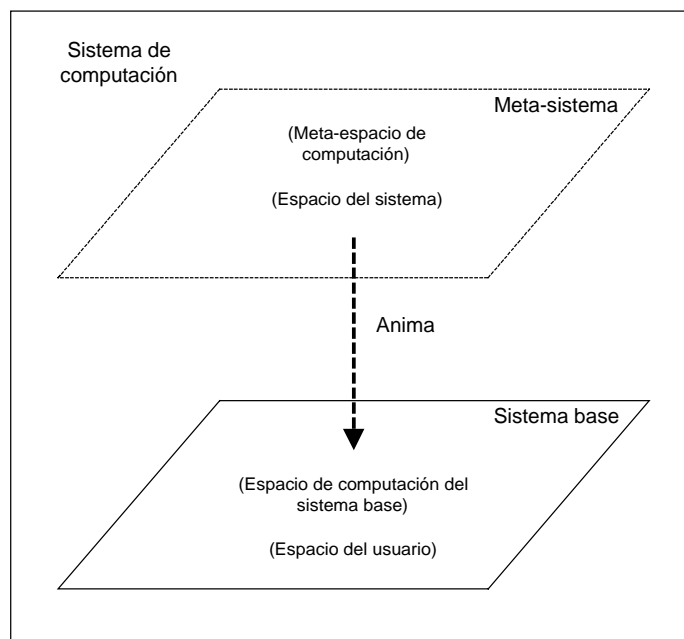 Sistema de
computación
Meta-sistema
(Meta-espacio de
computación)
(Espacio del sistema)
Anima
Sistema base
(Espacio de computación del
sistema base)
(Espacio del usuario)